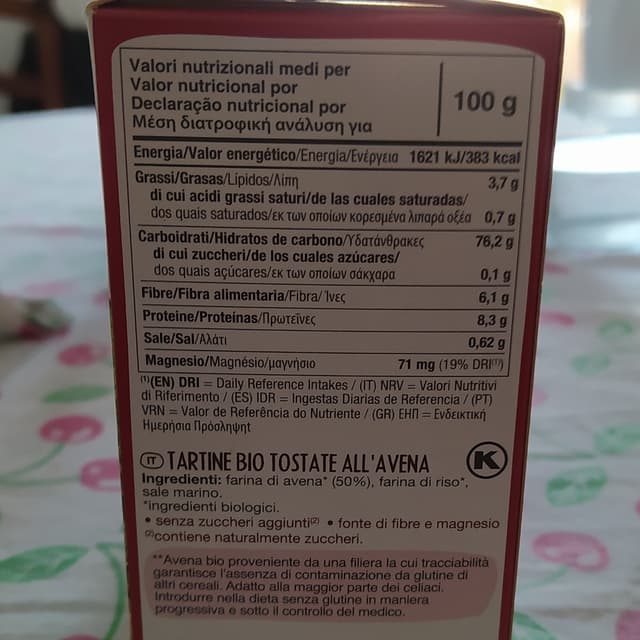 Valori nutrizionali medi per
Valor nutricional por
Declaração nutricional por
Μέση διατροφική ανάλυση για
100 g
Energia/Valor energético/Energia/Ενέργεια 1621 kJ/383 kcal
Grassi/Grasas/Lípidos/Λίπη 3,7 g
di cui acidi grassi saturi/de las cuales saturadas/
dos quais saturados/εκ των οποίων κορεσμένα λιπαρά οξέα 0,7 g
Carboidrati/Hidratos de carbono/Υδατάνθρακες 76,2 g
di cui zuccheri/de los cuales azúcares/
dos quais açúcares/εκ των οποίων σάκχαρα 0,1 g
Fibre/Fibra alimentaria/Fibra/Ίνες 6,1 g
Proteine/Proteínas/Πρωτεΐνες 8,3 g
Sale/Sal/Αλάτι 0,62 g
Magnesio/Magnésio/μαγνήσιο 71 mg (19% DRI(1))
(1)(EN) DRI = Daily Reference Intakes / (IT) NRV = Valori Nutritivi
di Riferimento / (ES) IDR = Ingestas Diarias de Referencia / (PT)
VRN = Valor de Referência do Nutriente / (GR) ΕΗΠ = Ενδεικτική
Ημερήσια Πρόσληψητ
IT TARTINE BIO TOSTATE ALL'AVENA
K
Ingredienti: farina di avena* (50%), farina di riso*,
sale marino.
*ingredienti biologici.
• senza zuccheri aggiunti(2) • fonte di fibre e magnesio
(2)contiene naturalmente zuccheri.
**Avena bio proveniente da una filiera la cui tracciabilità
garantisce l'assenza di contaminazione da glutine di
altri cereali. Adatto alla maggior parte dei celiaci.
Introdurre nella dieta senza glutine in maniera
progressiva e sotto il controllo del medico.